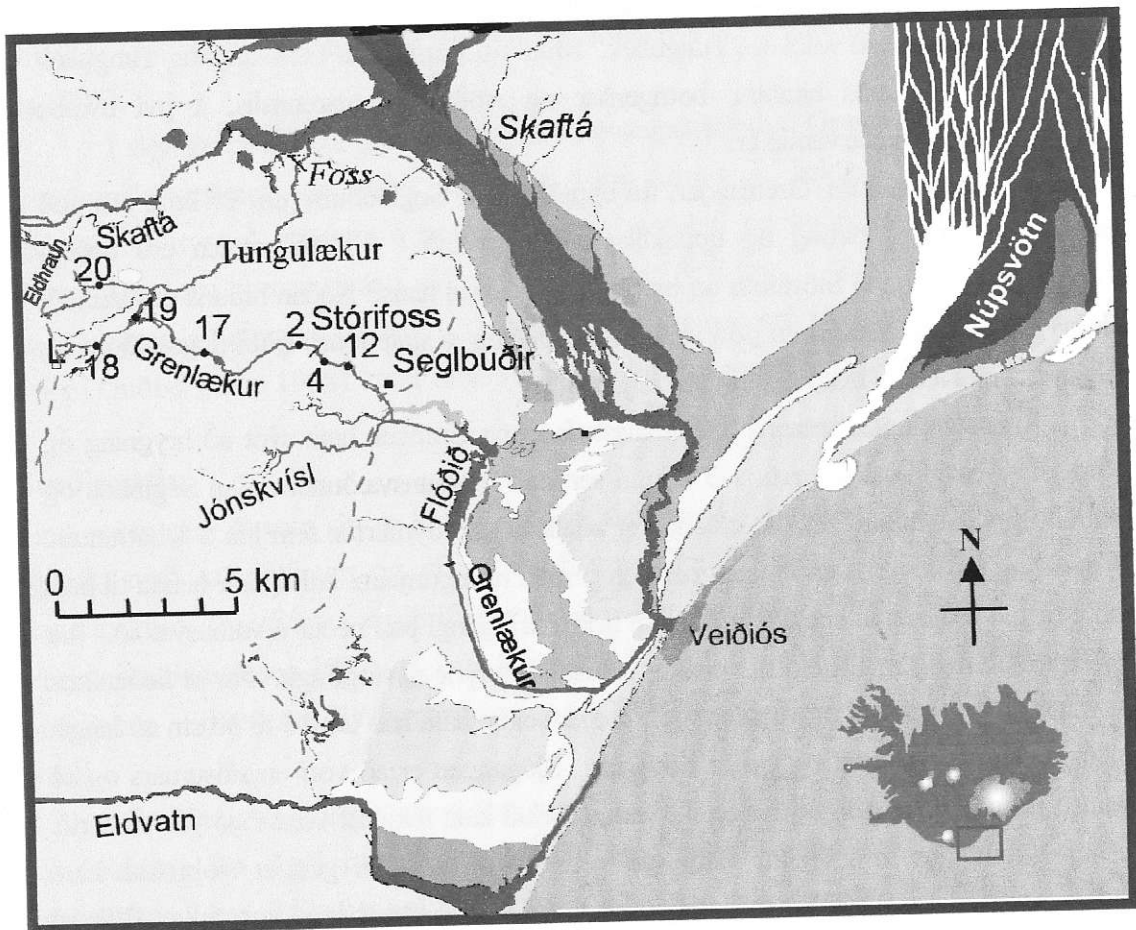 Skaftá
Foss
Skaftá
Eldhraun
20
Tungulækur
19
Núpsvötn
17
2
Stórifoss
L
18
Grenlækur
4
12
Seglbúðir
Jónskvísl
Flóðið
0
5 km
Grenlækur
N
Veiðiós
Eldvatn